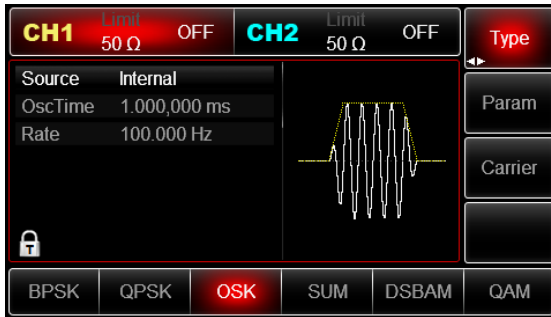 CH1 Limit 50 Ω OFF CH2 Limit 50 Ω OFF Type
Source Internal
OscTime 1.000,000 ms
Rate 100.000 Hz
Param
Carrier
T
BPSK QPSK OSK SUM DSBAM QAM